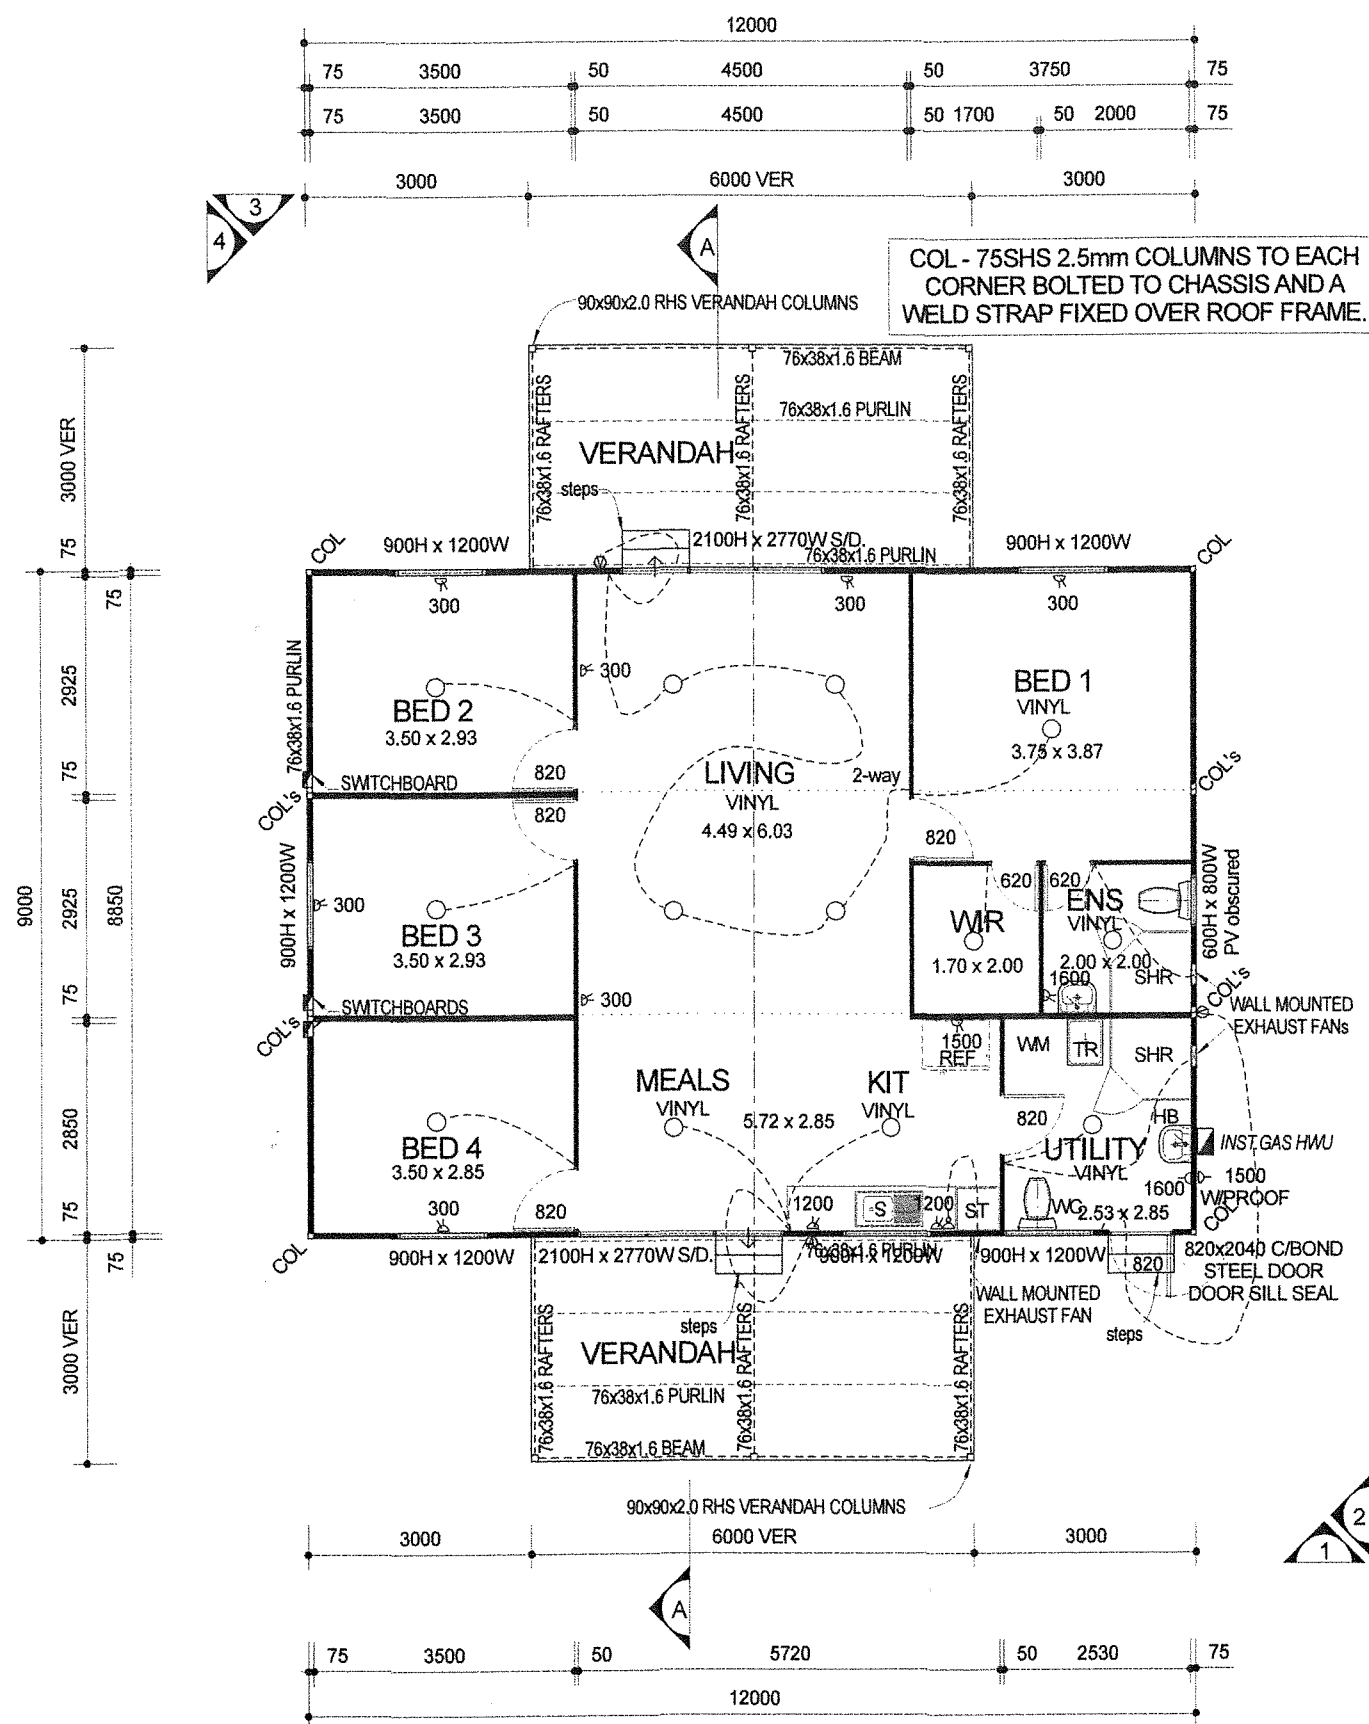 12000
75 3500 50 4500 50 3750 75
75 3500 50 4500 50 1700 50 2000 75
3000 6000 VER 3000
3
4
A
COL - 75SHS 2.5mm COLUMNS TO EACH
CORNER BOLTED TO CHASSIS AND A
WELD STRAP FIXED OVER ROOF FRAME.
90x90x2.0 RHS VERANDAH COLUMNS
76x38x1.6 BEAM
76x38x1.6 PURLIN
76x38x1.6 RAFTERS
76x38x1.6 RAFTERS
76x38x1.6 RAFTERS
VERANDAH
steps
2100H x 2770W S/D.
76x38x1.6 PURLIN
3000 VER
75
75
2925
75
2925
75
2850
75
75
3000 VER
9000
8850
COL
900H x 1200W
900H x 1200W
COL
300
300
300
300
76x38x1.6 PURLIN
BED 2
3.50 x 2.93
BED 1
VINYL
3.75 x 3.87
LIVING
VINYL
4.49 x 6.03
2-way
820
820
820
SWITCHBOARD
COL's
COL's
900H x 1200W
300
BED 3
3.50 x 2.93
620
620
WIR
1.70 x 2.00
ENS
VINYL
2.00 x 2.00
1600
SHR
600H x 800W
PV obscured
COL's
WALL MOUNTED
EXHAUST FANs
SWITCHBOARDS
COL's
300
1500
REF
WM
TR
SHR
MEALS
VINYL
KIT
VINYL
5.72 x 2.85
820
HB
INST.GAS HWU
UTILITY
VINYL
2.53 x 2.85
WC
1600
1500
W/PROOF
COL
BED 4
3.50 x 2.85
300
820
1200
S
1200
ST
COL
900H x 1200W
2100H x 2770W S/D.
76x38x1.6 PURLIN
900H x 1200W
900H x 1200W
820
820x2040 C/BOND
STEEL DOOR
DOOR SILL SEAL
WALL MOUNTED
EXHAUST FAN
steps
steps
VERANDAH
76x38x1.6 RAFTERS
76x38x1.6 RAFTERS
76x38x1.6 RAFTERS
76x38x1.6 PURLIN
76x38x1.6 BEAM
90x90x2.0 RHS VERANDAH COLUMNS
2
1
3000 6000 VER 3000
A
75 3500 50 5720 50 2530 75
12000